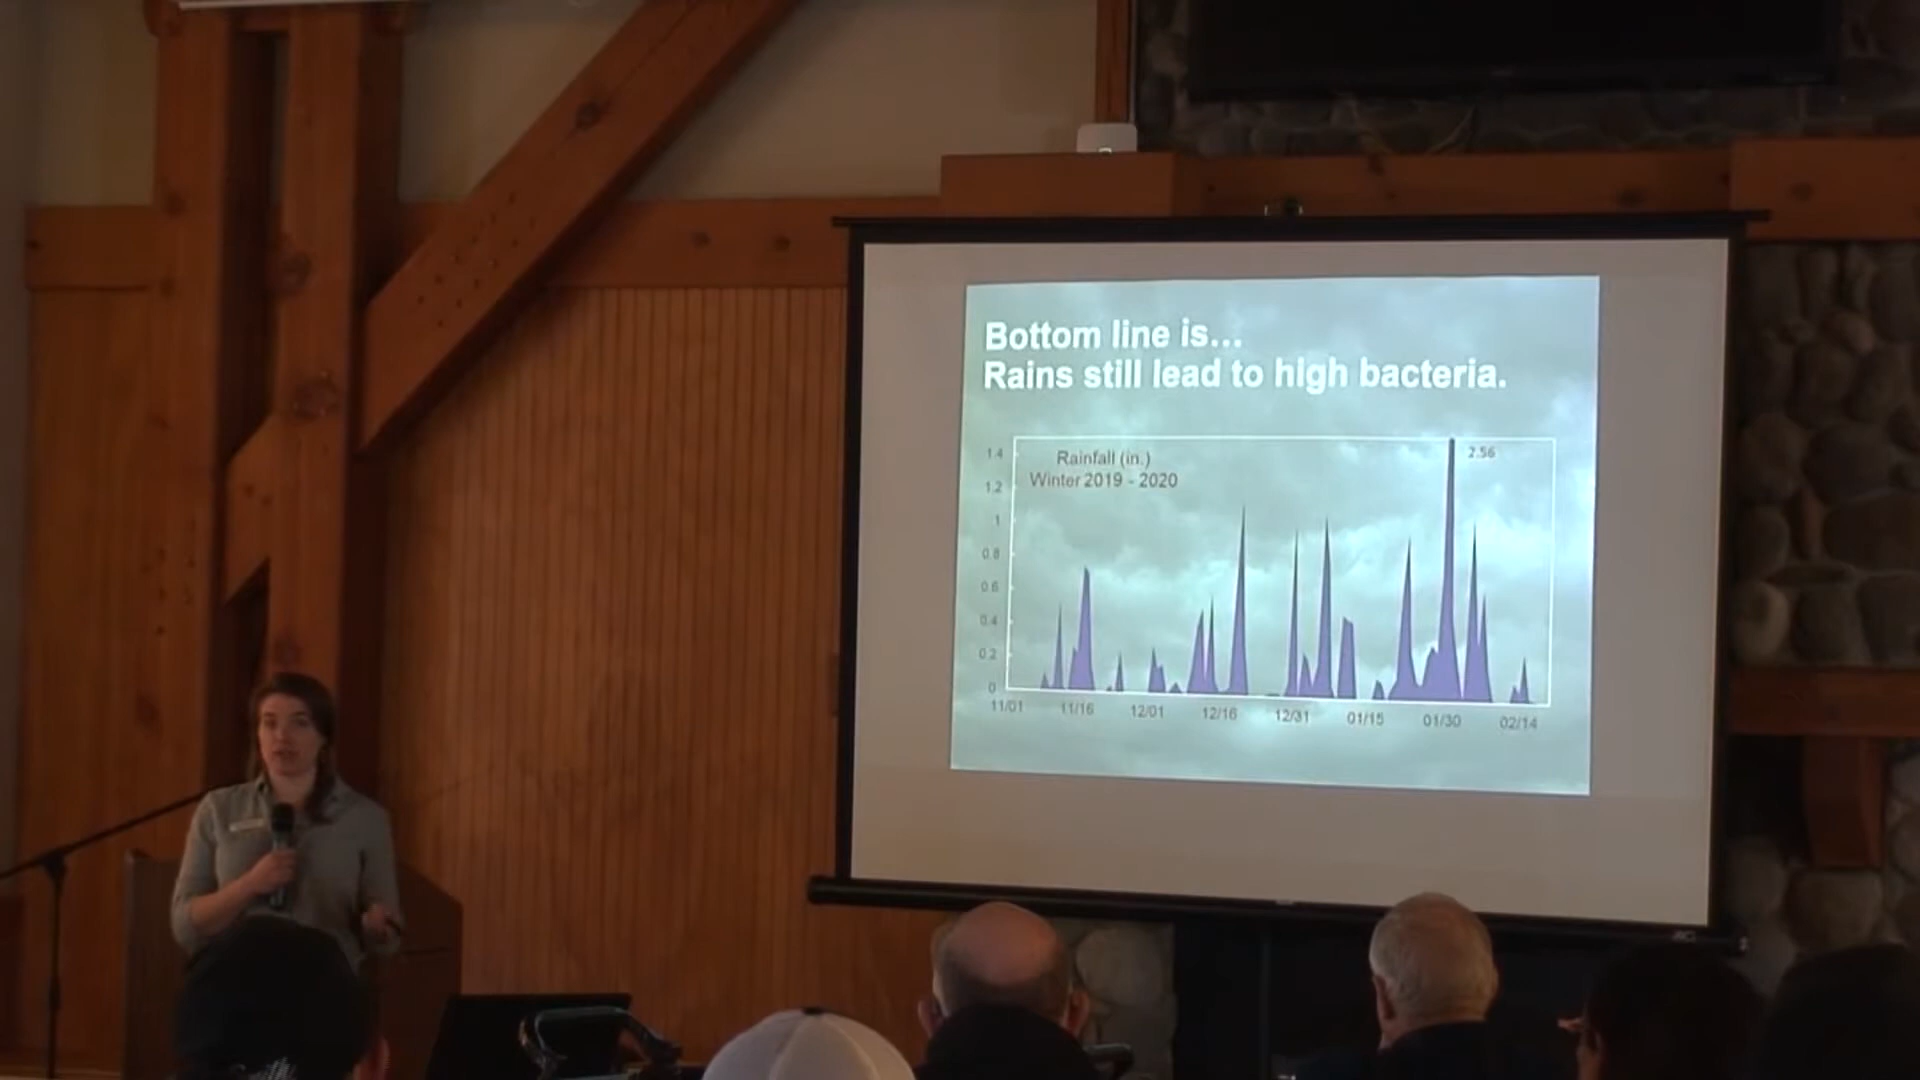 Bottom line is...
Rains still lead to high bacteria.
Rainfall (in.)
Winter 2019 - 2020
2.56
1.4
1.2
1
0.8
0.6
0.4
0.2
0
11/01 11/16 12/01 12/16 12/31 01/15 01/30 02/14